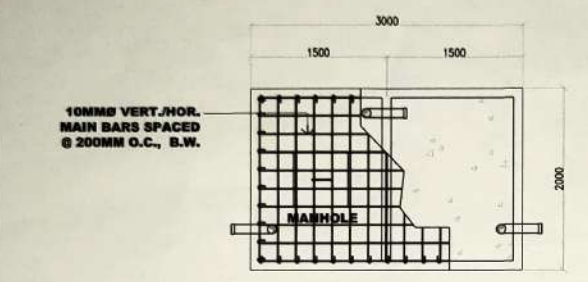 3000
1500
1500
10MMØ VERT./HOR.
MAIN BARS SPACED
@ 200MM O.C., B.W.
2000
MANHOLE